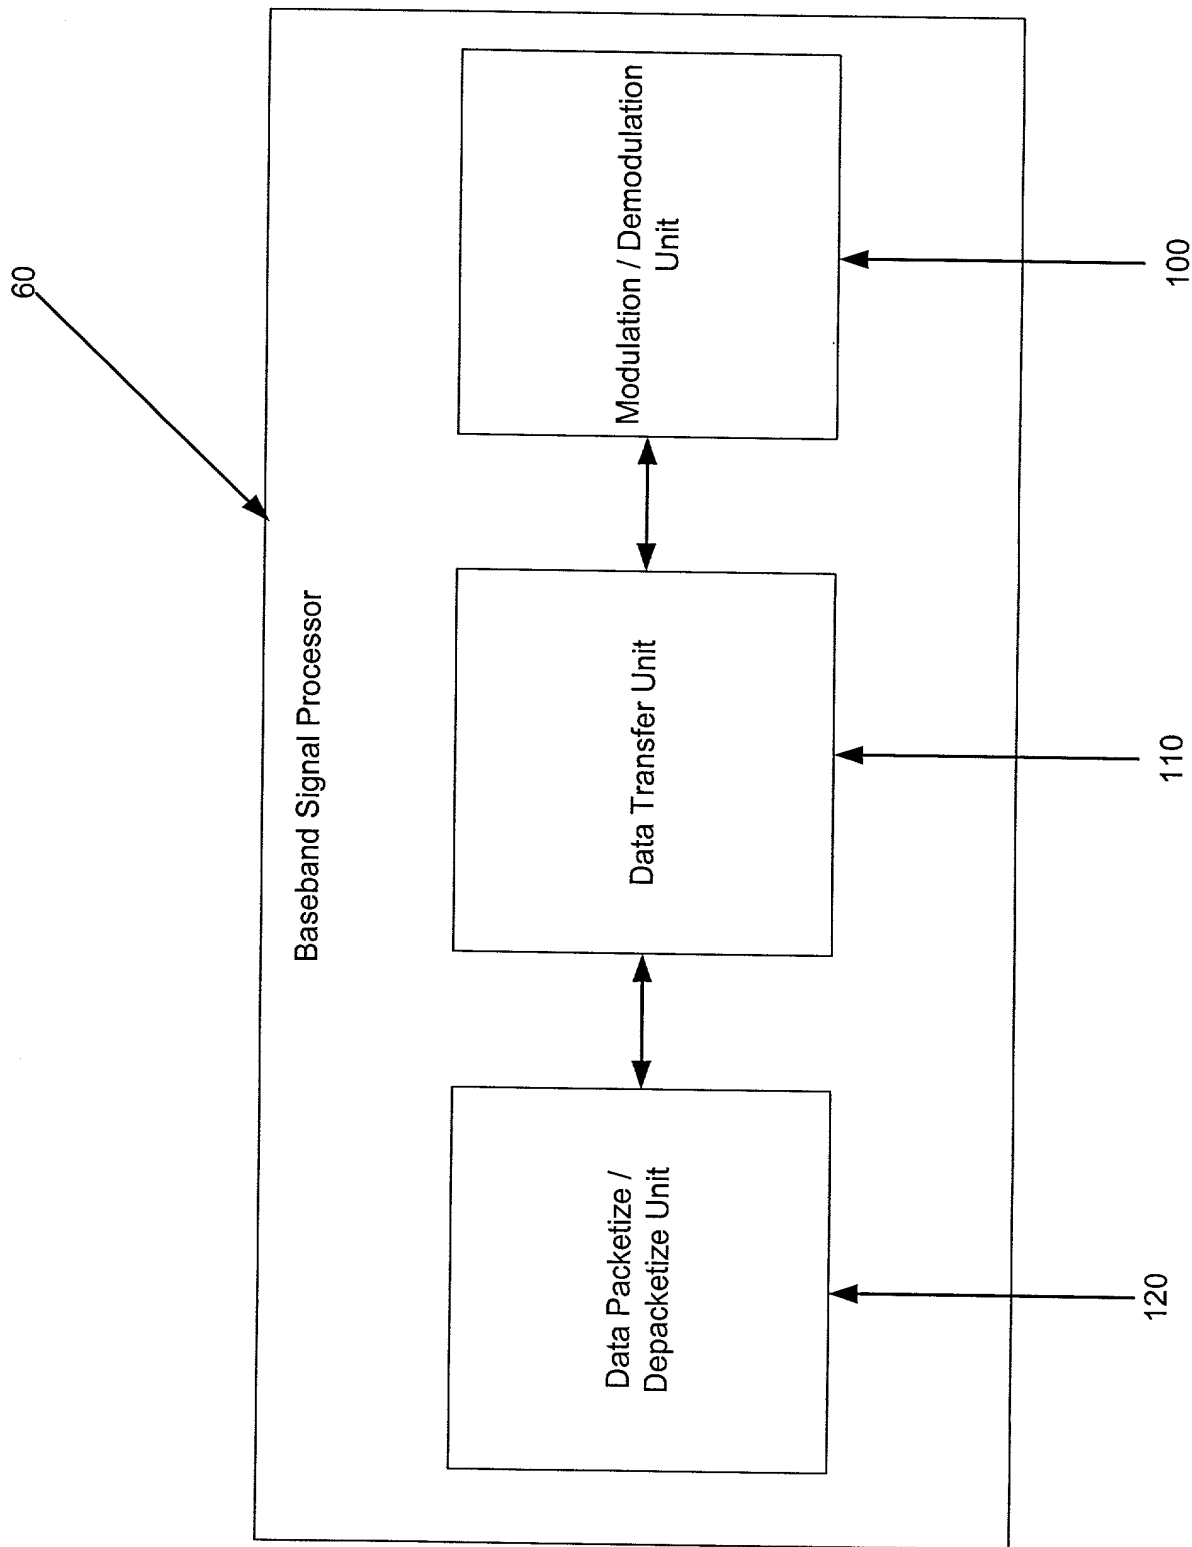 60
Baseband Signal Processor
Data Packetize /
Depacketize Unit
Data Transfer Unit
Modulation / Demodulation
Unit
120
110
100